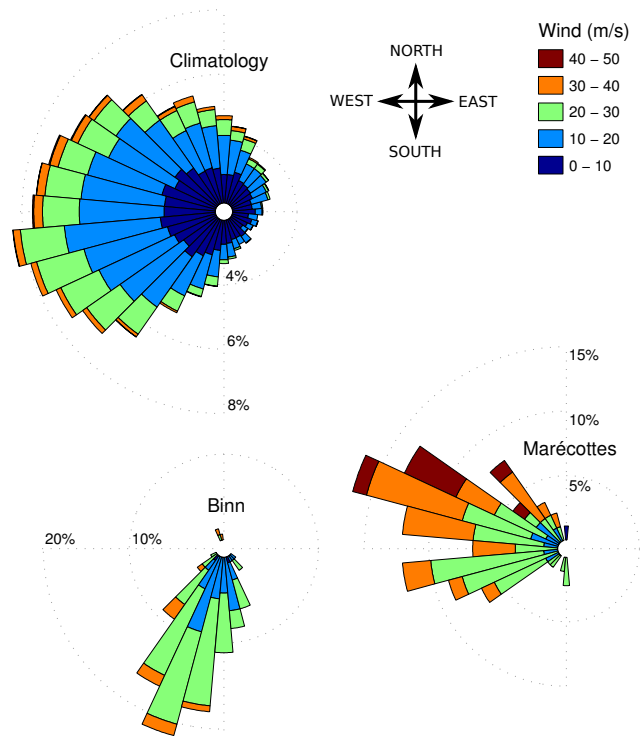 Climatology
4%
6%
8%
NORTH
WEST EAST
SOUTH
Wind (m/s)
40 – 50
30 – 40
20 – 30
10 – 20
0 – 10
15%
10%
Marécottes
5%
Binn
20% 10%